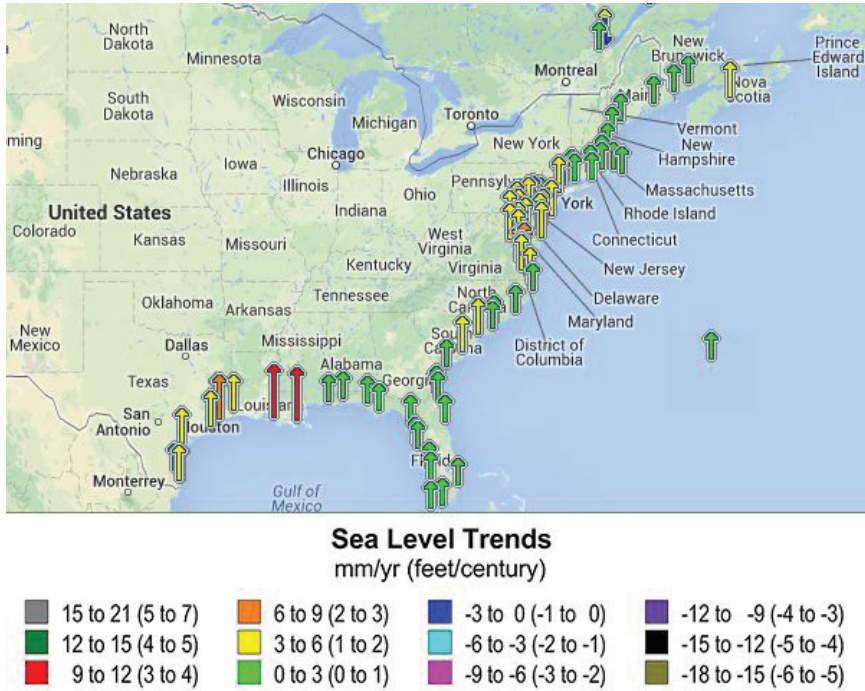 North
Dakota
Minnesota
New
Brunswick
Prince
Edward
Island
Montreal
Maine
Nova
Scotia
South
Dakota
Wisconsin
Michigan
Toronto
Vermont
New
Hampshire
ming
New York
Chicago
Iowa
Nebraska
Illinois
Ohio
Massachusetts
York
Rhode Island
United States
Indiana
Connecticut
Colorado
Kansas
Missouri
West
Virginia
New Jersey
Kentucky
Virginia
Delaware
Tennessee
North
Maryland
Oklahoma
Arkansas
District of
Columbia
New
Mexico
Mississippi
South
Dallas
Alabama
Georgia
Texas
San
Antonio
Houston
Monterrey
Gulf of
Mexico
Sea Level Trends
mm/yr (feet/century)
15 to 21 (5 to 7) 6 to 9 (2 to 3) -3 to 0 (-1 to 0) -12 to -9 (-4 to -3)
12 to 15 (4 to 5) 3 to 6 (1 to 2) -6 to -3 (-2 to -1) -15 to -12 (-5 to -4)
9 to 12 (3 to 4) 0 to 3 (0 to 1) -9 to -6 (-3 to -2) -18 to -15 (-6 to -5)